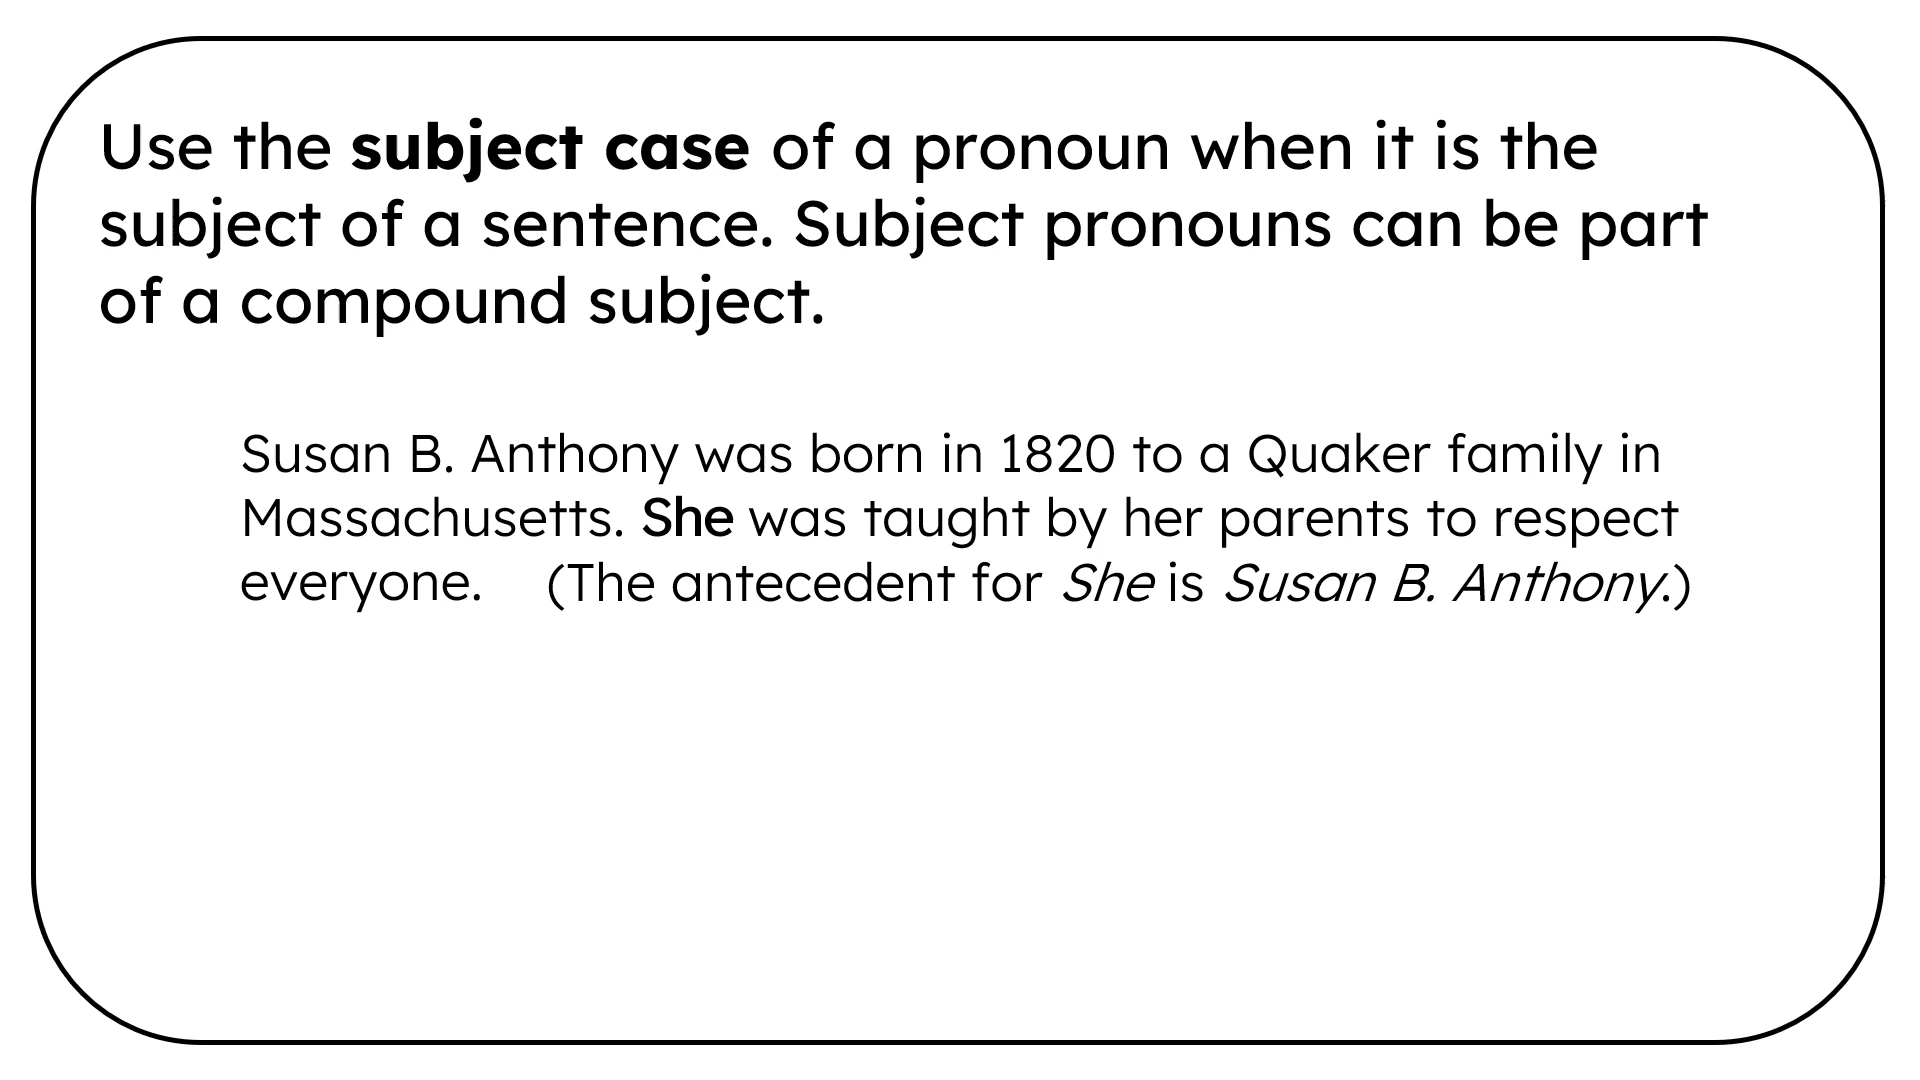 Use the subject case of a pronoun when it is the
subject of a sentence. Subject pronouns can be part
of a compound subject.
Susan B. Anthony was born in 1820 to a Quaker family in
Massachusetts. She was taught by her parents to respect
everyone. (The antecedent for She is Susan B. Anthony.)